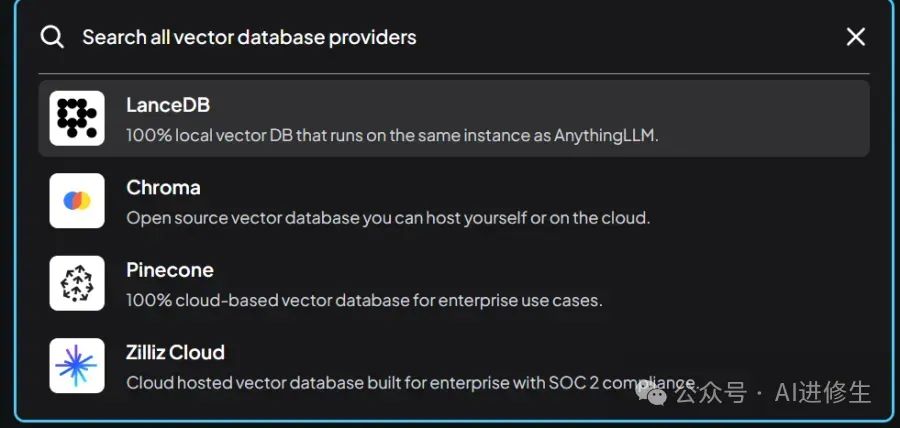 Search all vector database providers
LanceDB
100% local vector DB that runs on the same instance as AnythingLLM.
Chroma
Open source vector database you can host yourself or on the cloud.
Pinecone
100% cloud-based vector database for enterprise use cases.
Zilliz Cloud
Cloud hosted vector database built for enterprise with SOC 2 compliance.
公众号 · AI进修生